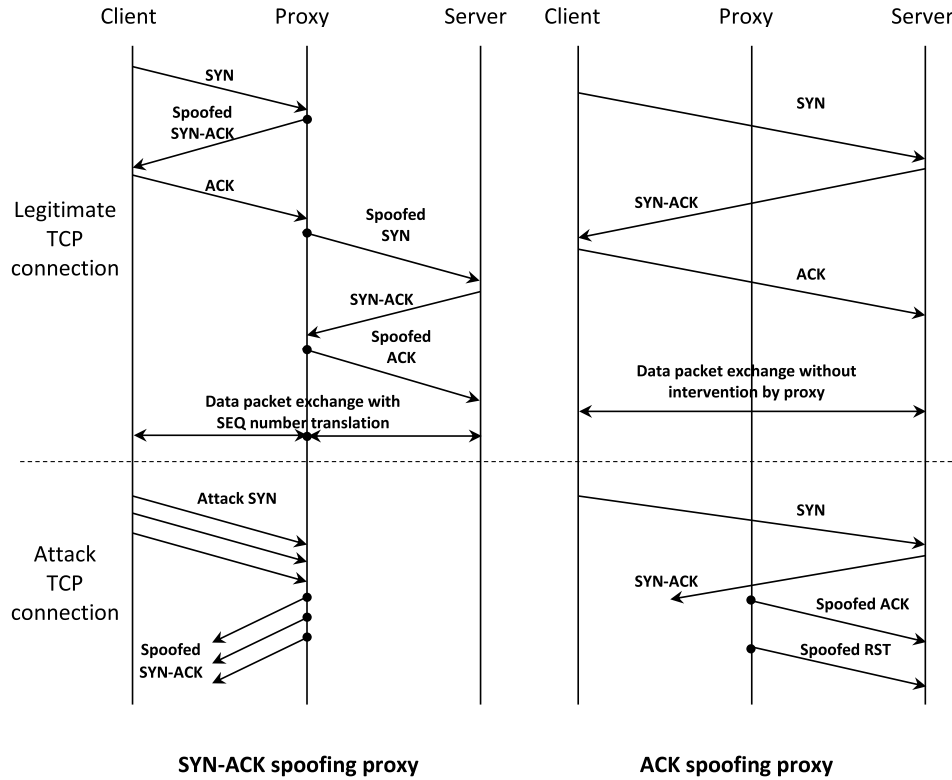 Client Proxy Server Client Proxy Server
SYN
Spoofed
SYN-ACK
ACK
Spoofed
SYN
SYN-ACK
Spoofed
ACK
Data packet exchange with
SEQ number translation
Legitimate
TCP
connection
SYN
SYN-ACK
ACK
Data packet exchange without
intervention by proxy
Attack
TCP
connection
Attack SYN
Spoofed
SYN-ACK
SYN
SYN-ACK
Spoofed ACK
Spoofed RST
SYN-ACK spoofing proxy
ACK spoofing proxy